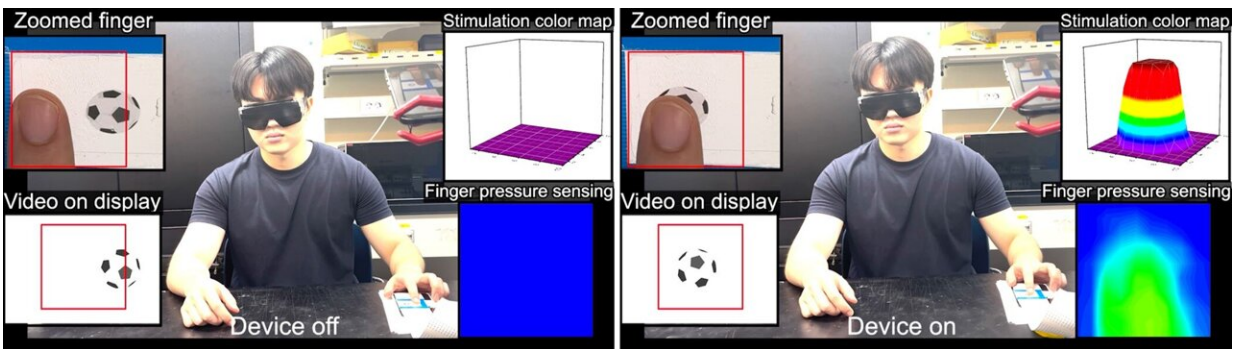 Zoomed finger
Stimulation color map
Video on display
Finger pressure sensing
Device off
Zoomed finger
Stimulation color map
Video on display
Finger pressure sensing
Device on